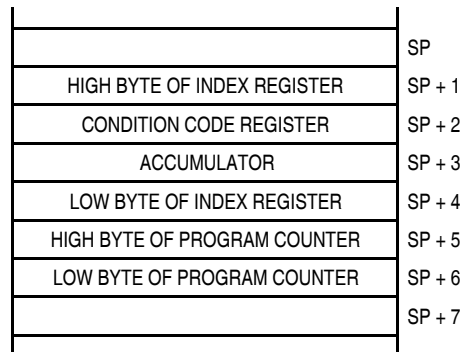 SP
HIGH BYTE OF INDEX REGISTER SP + 1
CONDITION CODE REGISTER SP + 2
ACCUMULATOR SP + 3
LOW BYTE OF INDEX REGISTER SP + 4
HIGH BYTE OF PROGRAM COUNTER SP + 5
LOW BYTE OF PROGRAM COUNTER SP + 6
SP + 7